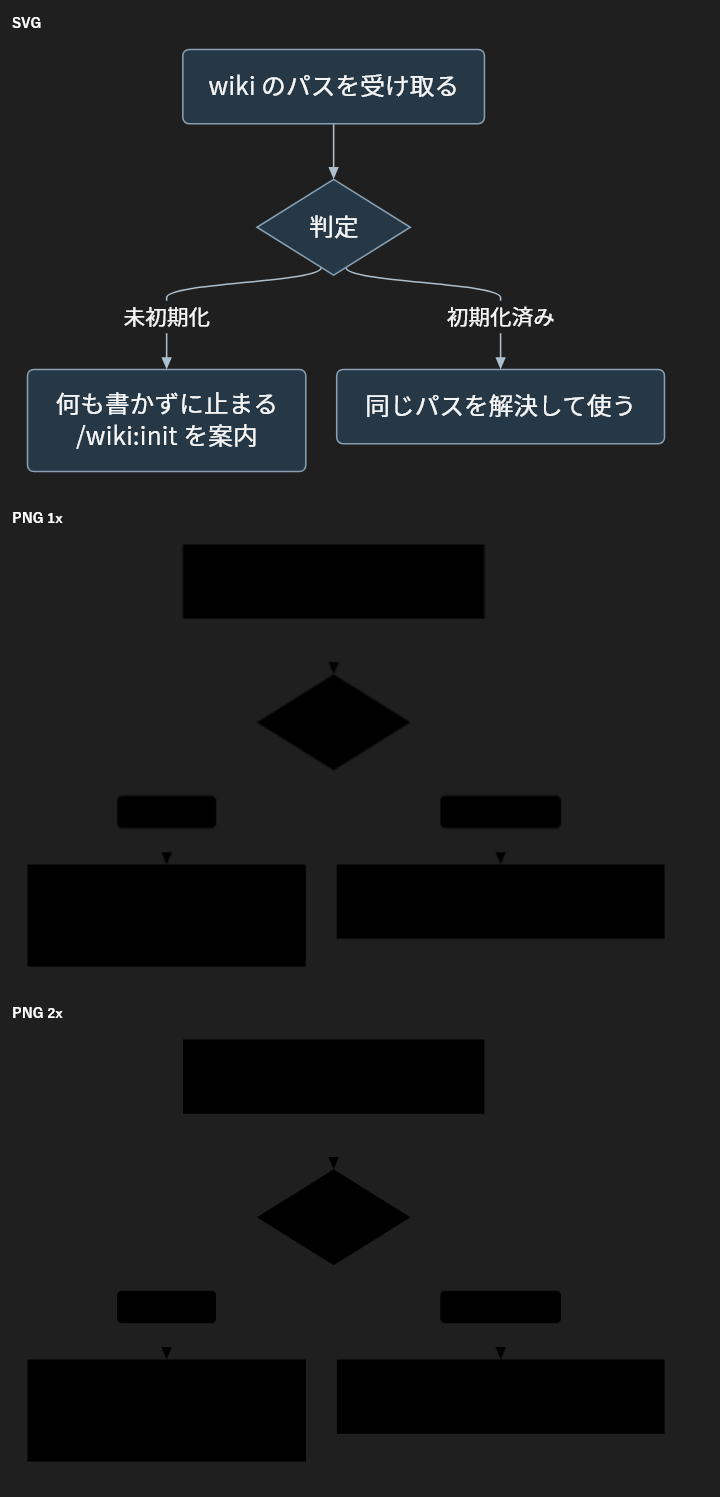 SVG
wiki のパスを受け取る
判定
未初期化
初期化済み
何も書かずに止まる
/wiki:init を案内
同じパスを解決して使う
PNG 1x
PNG 2x